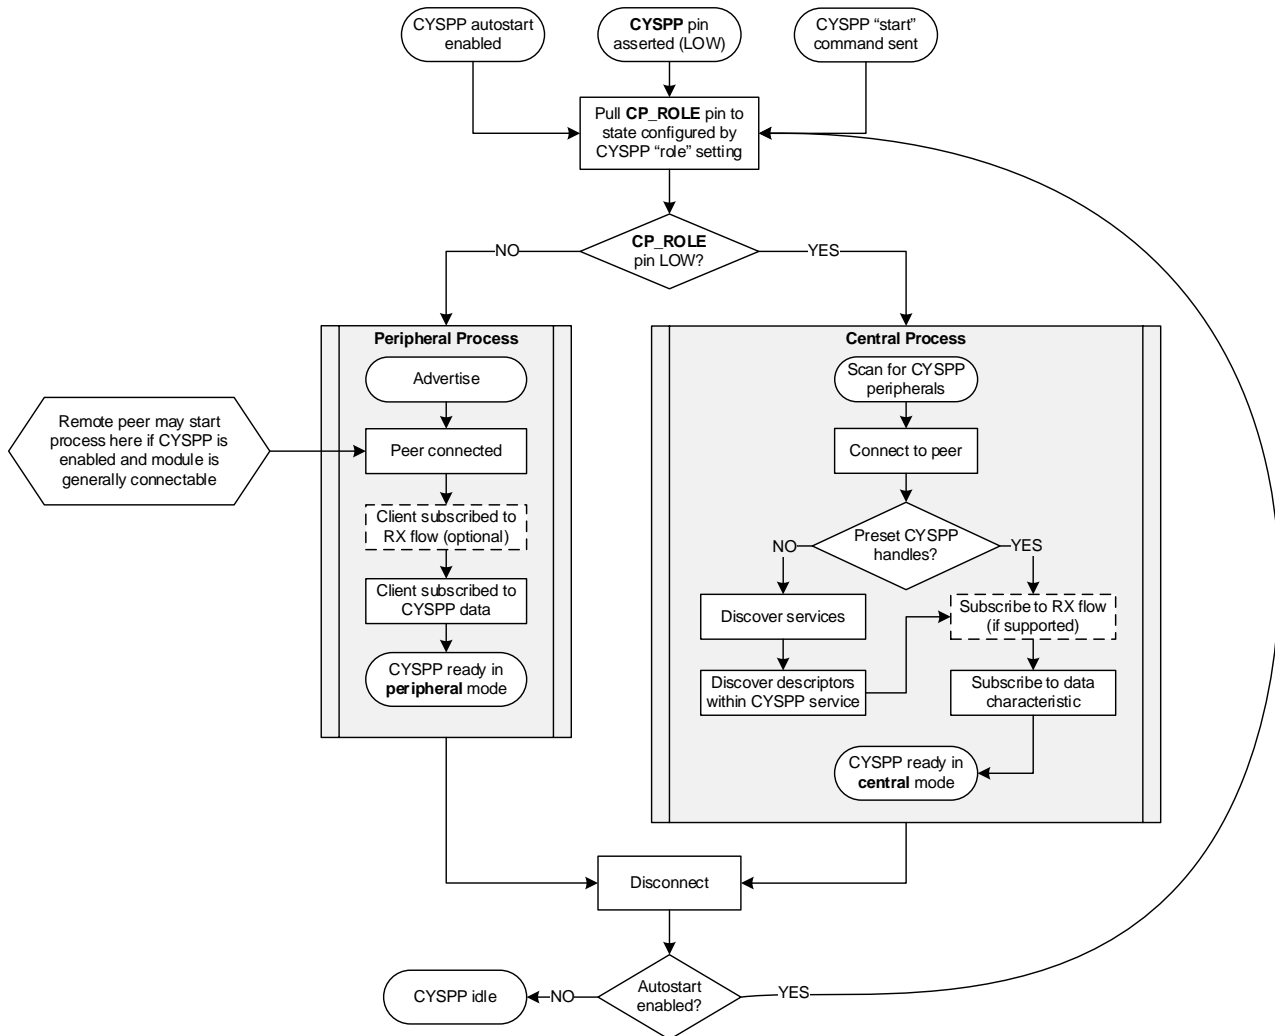 CYSPP autostart
enabled
CYSPP pin
asserted (LOW)
CYSPP “start”
command sent
Pull CP_ROLE pin to
state configured by
CYSPP “role” setting
CP_ROLE
pin LOW?
NO
YES
Peripheral Process
Advertise
Peer connected
Client subscribed to
RX flow (optional)
Client subscribed to
CYSPP data
CYSPP ready in
peripheral mode
Remote peer may start
process here if CYSPP is
enabled and module is
generally connectable
Central Process
Scan for CYSPP
peripherals
Connect to peer
Preset CYSPP
handles?
NO
YES
Discover services
Discover descriptors
within CYSPP service
Subscribe to RX flow
(if supported)
Subscribe to data
characteristic
CYSPP ready in
central mode
Disconnect
Autostart
enabled?
NO
YES
CYSPP idle